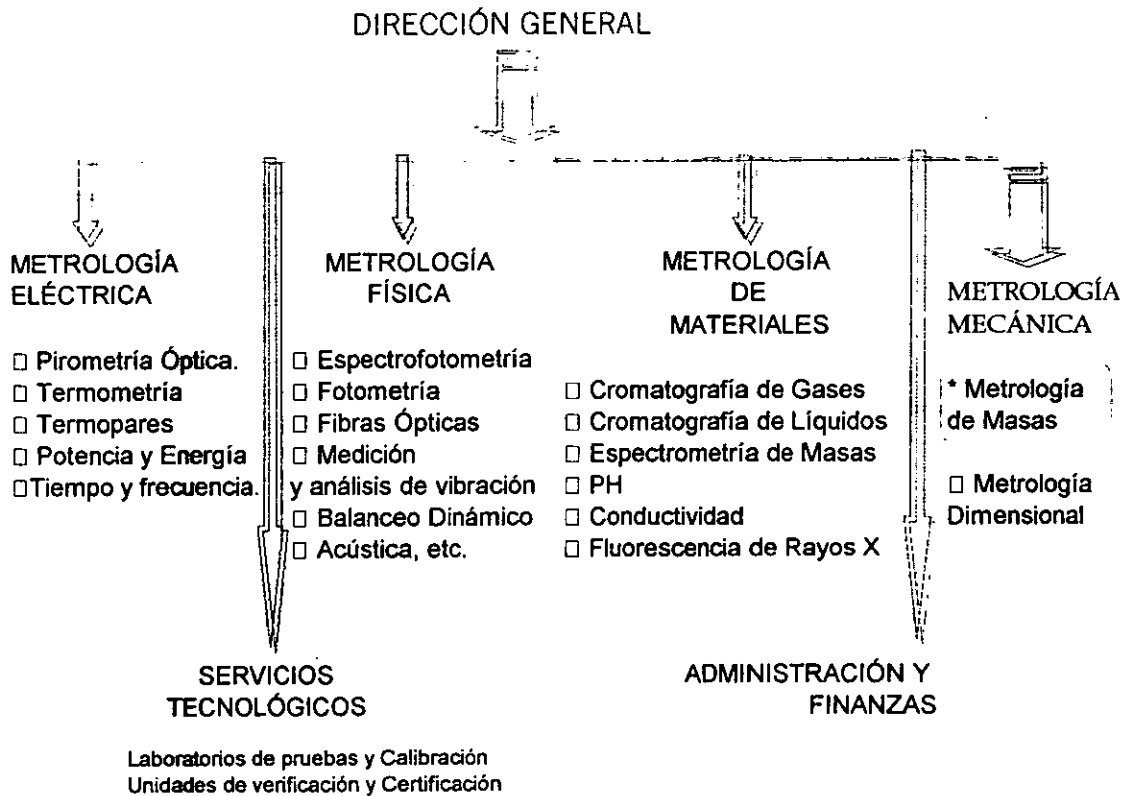 DIRECCIÓN GENERAL
METROLOGÍA
ELÉCTRICA
□ Pirometría Óptica.
□ Termometría
□ Termopares
□ Potencia y Energía
□Tiempo y frecuencia.
METROLOGÍA
FÍSICA
□ Espectrofotometría
□ Fotometría
□ Fibras Ópticas
□ Medición
y análisis de vibración
□ Balanceo Dinámico
□ Acústica, etc.
METROLOGÍA
DE
MATERIALES
□ Cromatografía de Gases
□ Cromatografía de Líquidos
□ Espectrometría de Masas
□ PH
□ Conductividad
□ Fluorescencia de Rayos X
METROLOGÍA
MECÁNICA
* Metrología
de Masas
□ Metrología
Dimensional
SERVICIOS
TECNOLÓGICOS
Laboratorios de pruebas y Calibración
Unidades de verificación y Certificación
ADMINISTRACIÓN Y
FINANZAS